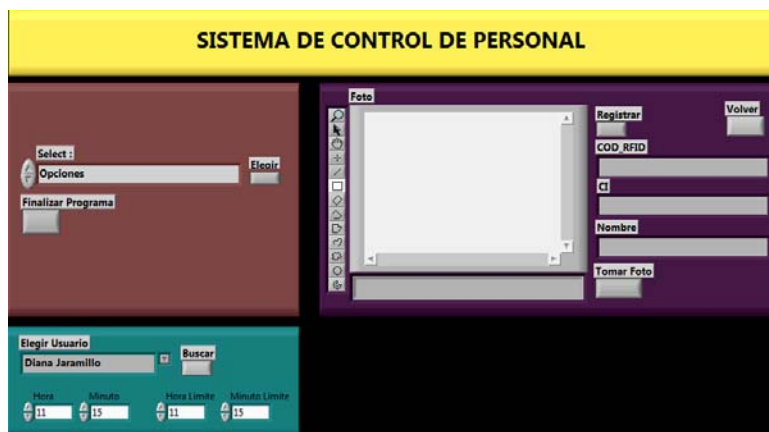 SISTEMA DE CONTROL DE PERSONAL
Select :
Opciones
Elegir
Finalizar Programa
Foto
Registrar
Volver
COD_RFID
CI
Nombre
Tomar Foto
Elegir Usuario
Diana Jaramillo
Buscar
Hora Minuto Hora Limite Minuto Limite
11 15 11 15